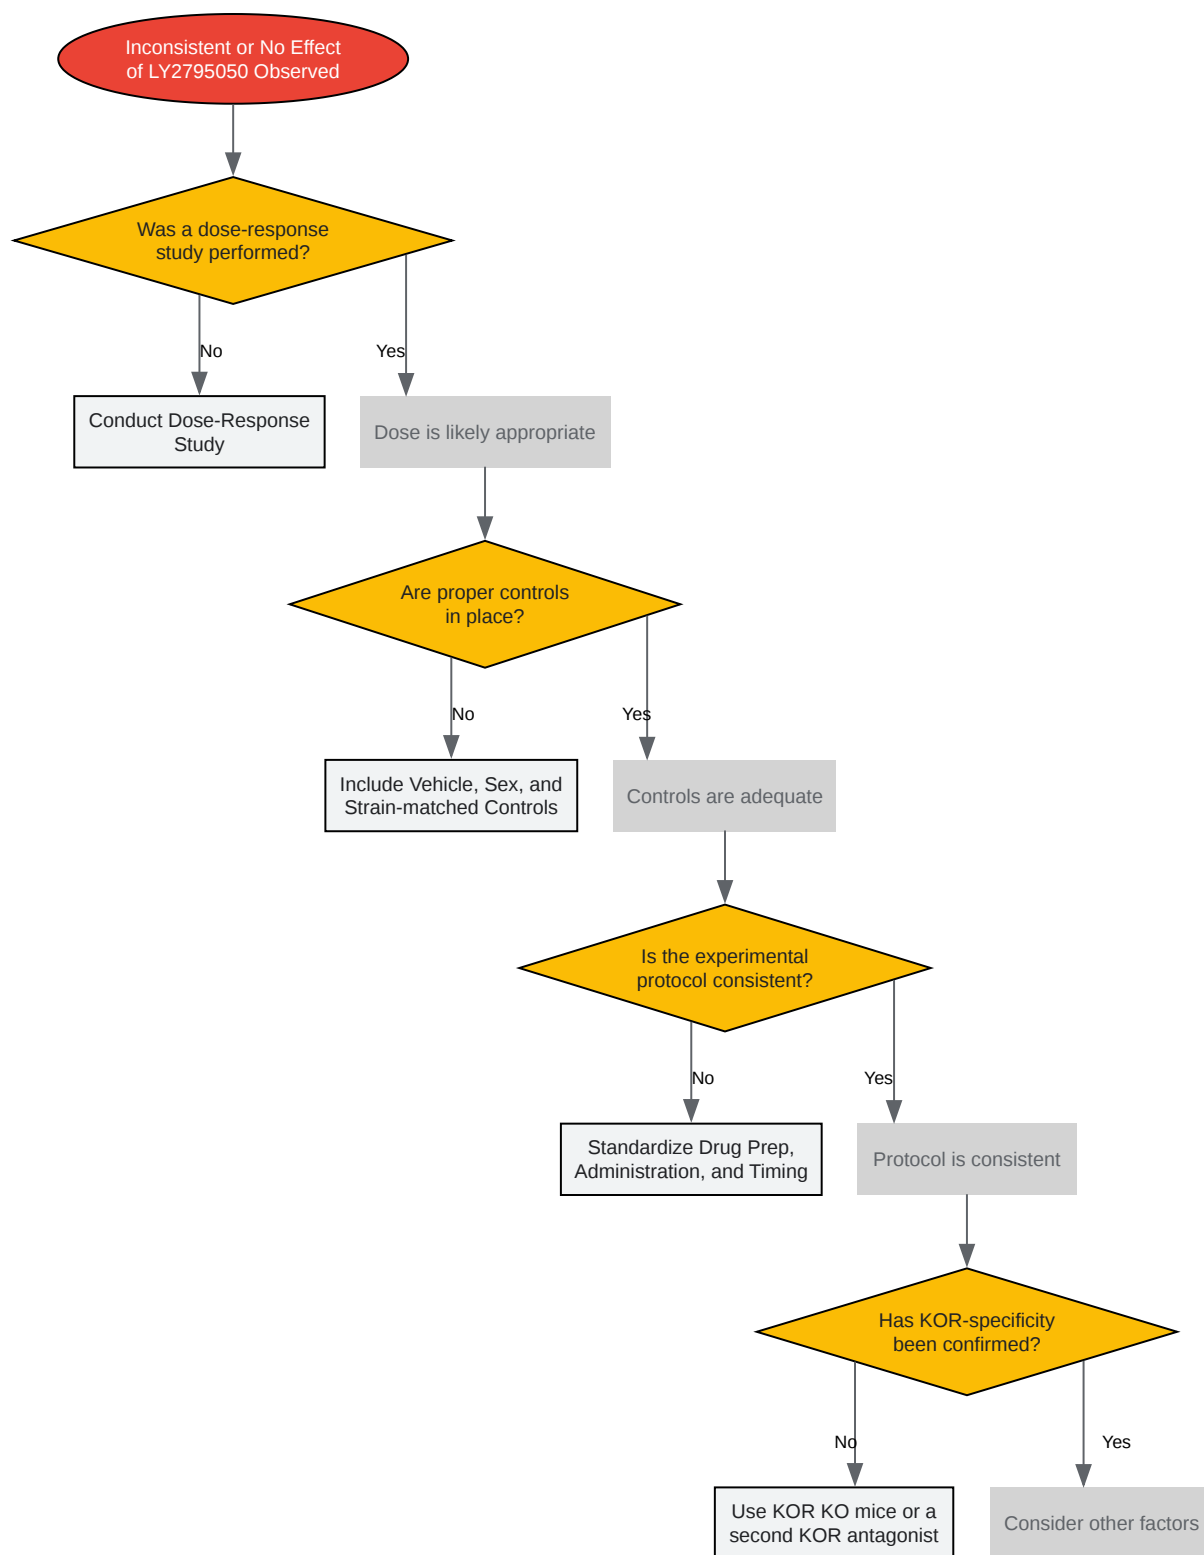 Inconsistent or No Effect
of LY2795050 Observed
Was a dose-response
study performed?
No
Yes
Conduct Dose-Response
Study
Dose is likely appropriate
Are proper controls
in place?
No
Yes
Include Vehicle, Sex, and
Strain-matched Controls
Controls are adequate
Is the experimental
protocol consistent?
No
Yes
Standardize Drug Prep,
Administration, and Timing
Protocol is consistent
Has KOR-specificity
been confirmed?
No
Yes
Use KOR KO mice or a
second KOR antagonist
Consider other factors